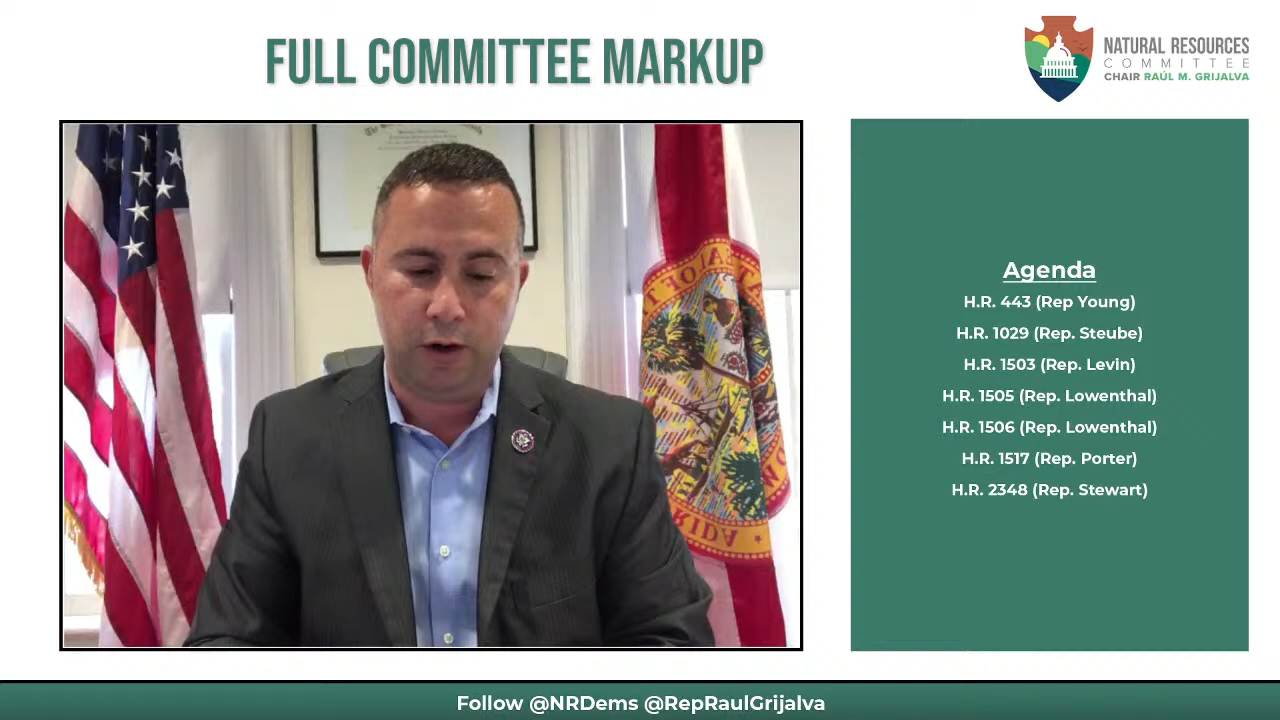 FULL COMMITTEE MARKUP
NATURAL RESOURCES
COMMITTEE
CHAIR RAÚL M. GRIJALVA
Agenda
H.R. 443 (Rep Young)
H.R. 1029 (Rep. Steube)
H.R. 1503 (Rep. Levin)
H.R. 1505 (Rep. Lowenthal)
H.R. 1506 (Rep. Lowenthal)
H.R. 1517 (Rep. Porter)
H.R. 2348 (Rep. Stewart)
Follow @NRDems @RepRaulGrijalva